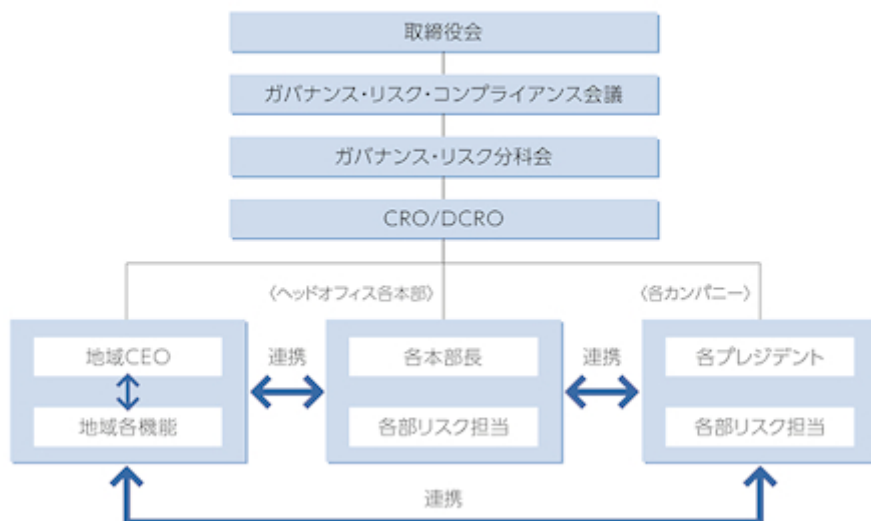 取締役会
ガバナンス・リスク・コンプライアンス会議
ガバナンス・リスク分科会
CRO/DCRO
〈ヘッドオフィス各本部〉
〈各カンパニー〉
地域CEO
連携
各本部長
連携
各プレジデント
地域各機能
各部リスク担当
各部リスク担当
連携